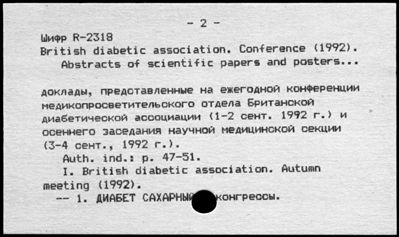 - 2 -
Шифр R-2318
British diabetic association. Conference (1992).
Abstracts of scientific papers and posters...
доклады, представленные на ежегодной конференции
медикопросветительского отдела Британской
диабетической ассоциации (1-2 сент. 1992 г.) и
осеннего заседания научной медицинской секции
(3-4 сент., 1992 г.).
Auth. ind.: p. 47-51.
I. British diabetic association. Autumn
meeting (1992).
-- 1. ДИАБЕТ САХАРНЫЙ конгрессы.